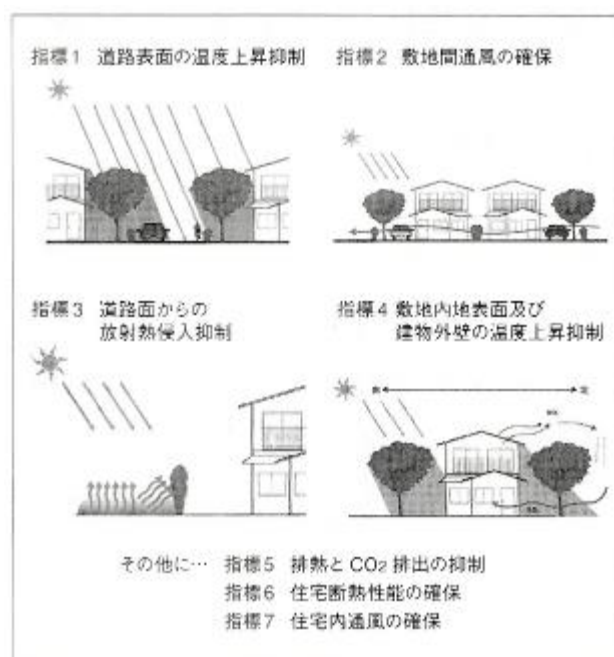 指標1 道路表面の温度上昇抑制
指標2 敷地間通風の確保
指標3 道路面からの
放射熱侵入抑制
指標4 敷地内地表面及び
建物外壁の温度上昇抑制
その他に… 指標5 排熱とCO₂排出の抑制
指標6 住宅断熱性能の確保
指標7 住宅内通風の確保